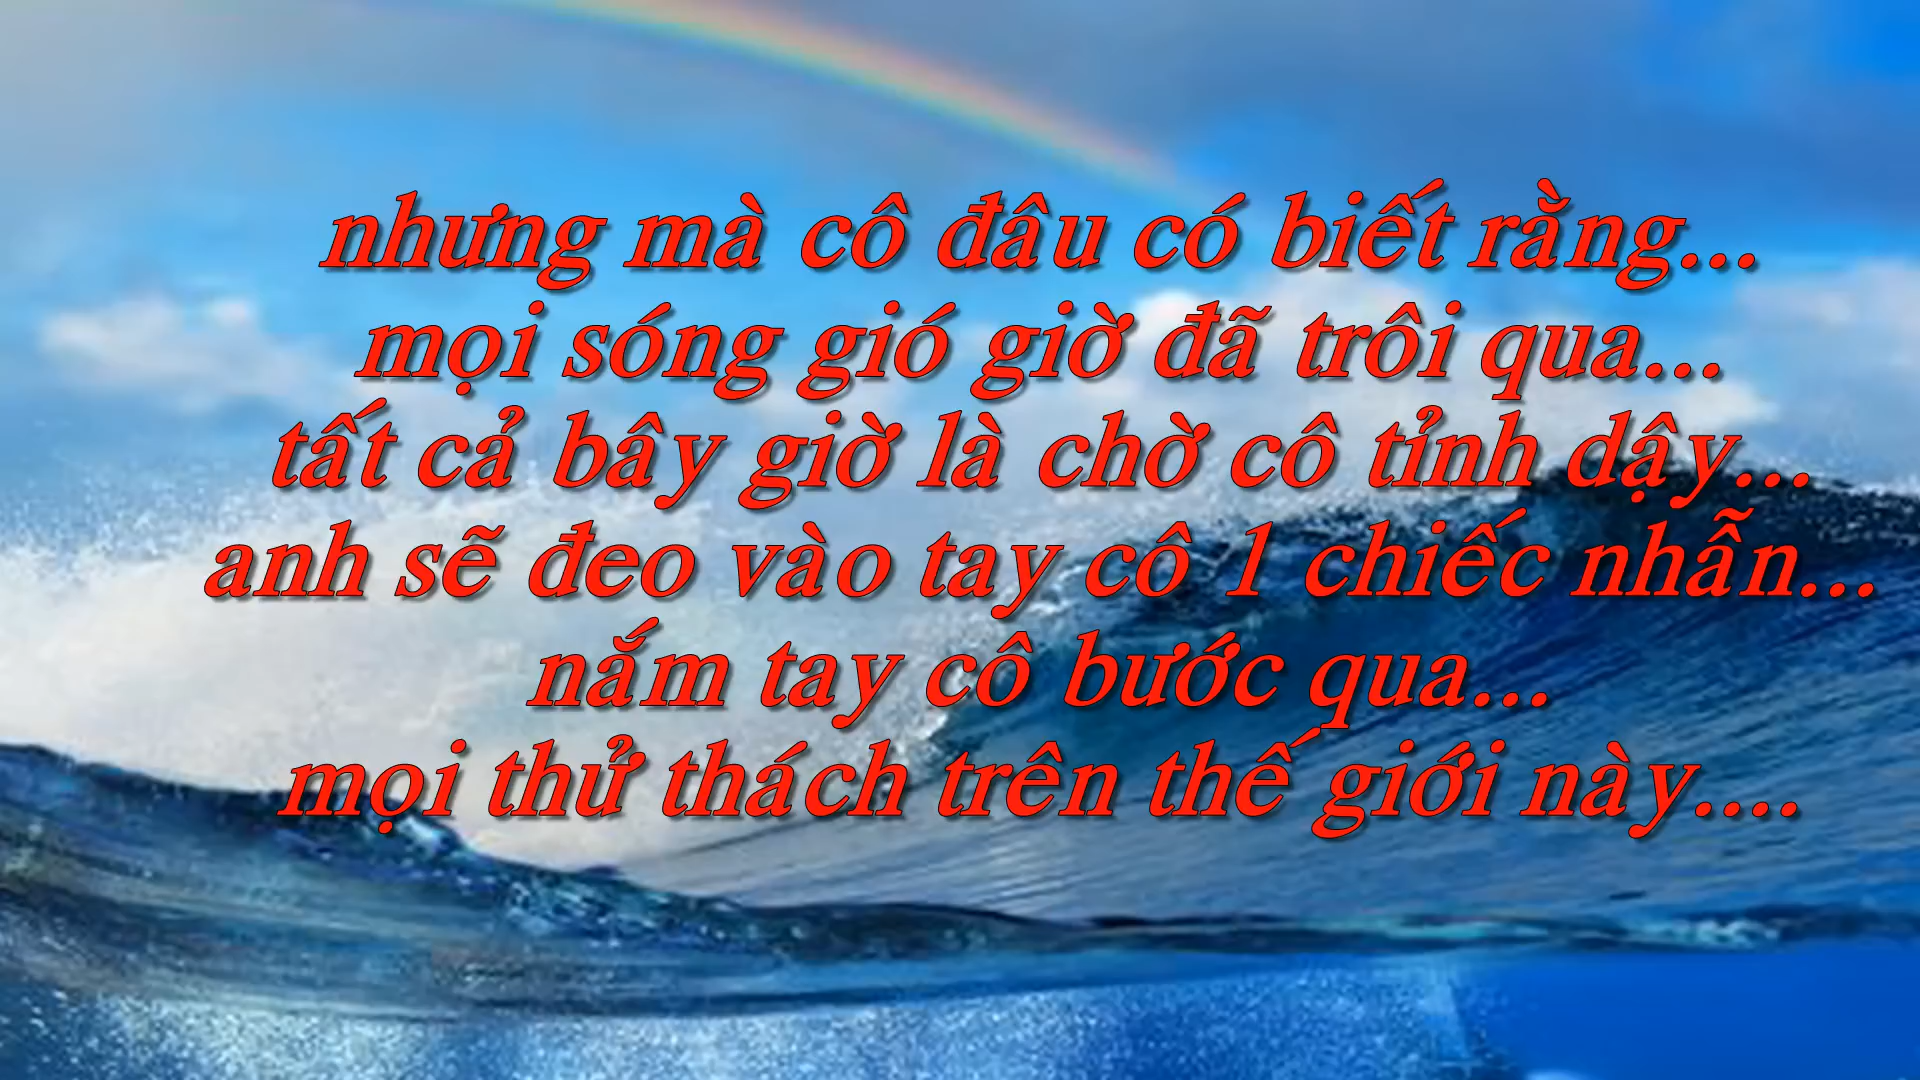 nhưng mà cô đâu có biết rằng...
mọi sóng gió giờ đã trôi qua...
tất cả bây giờ là chờ cô tỉnh dậy...
anh sẽ đeo vào tay cô 1 chiếc nhẫn...
nắm tay cô bước qua...
mọi thử thách trên thế giới này....